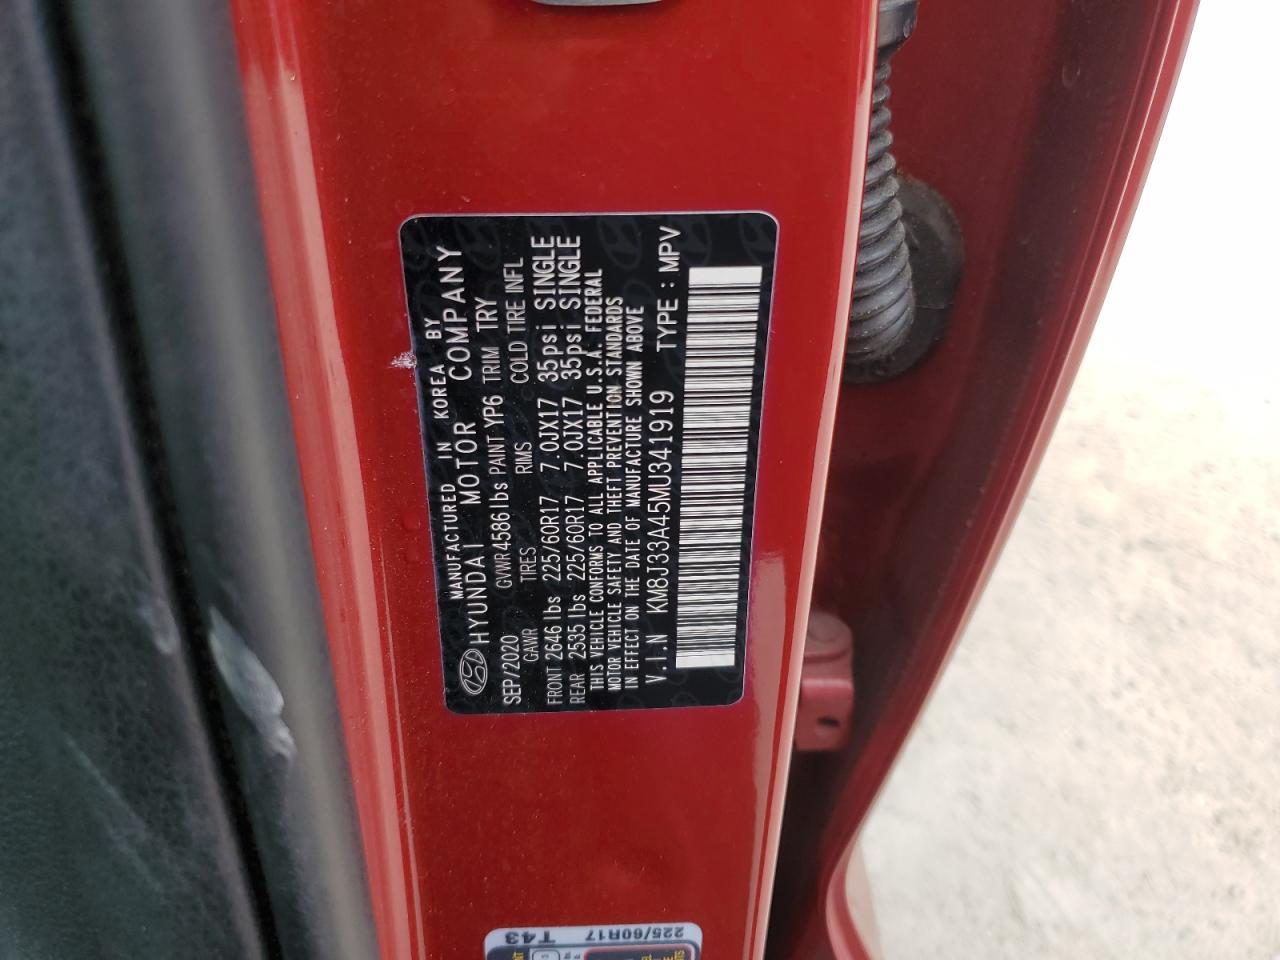 MANUFACTURED IN KOREA BY
HYUNDAI MOTOR COMPANY
SEP/2020 GVWR 4586 lbs PAINT YP6 TRIM TRY
GAWR TIRES RIMS COLD TIRE INFL
FRONT 2646 lbs 225/60R17 7.0JX17 35psi SINGLE
REAR 2535 lbs 225/60R17 7.0JX17 35psi SINGLE
THIS VEHICLE CONFORMS TO ALL APPLICABLE U.S.A. FEDERAL
MOTOR VEHICLE SAFETY AND THEFT PREVENTION STANDARDS
IN EFFECT ON THE DATE OF MANUFACTURE SHOWN ABOVE
V.I.N KM8J33A45MU341919 TYPE : MPV
225/60R17
T43